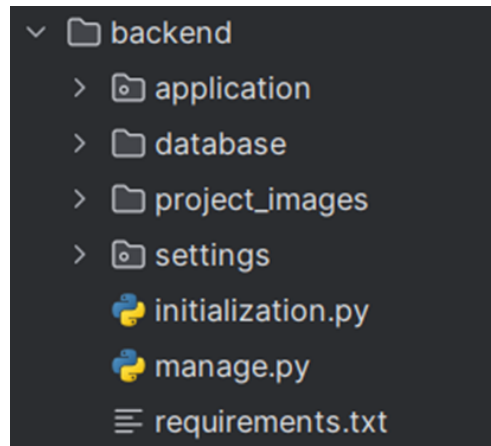 backend
application
database
project_images
settings
initialization.py
manage.py
requirements.txt